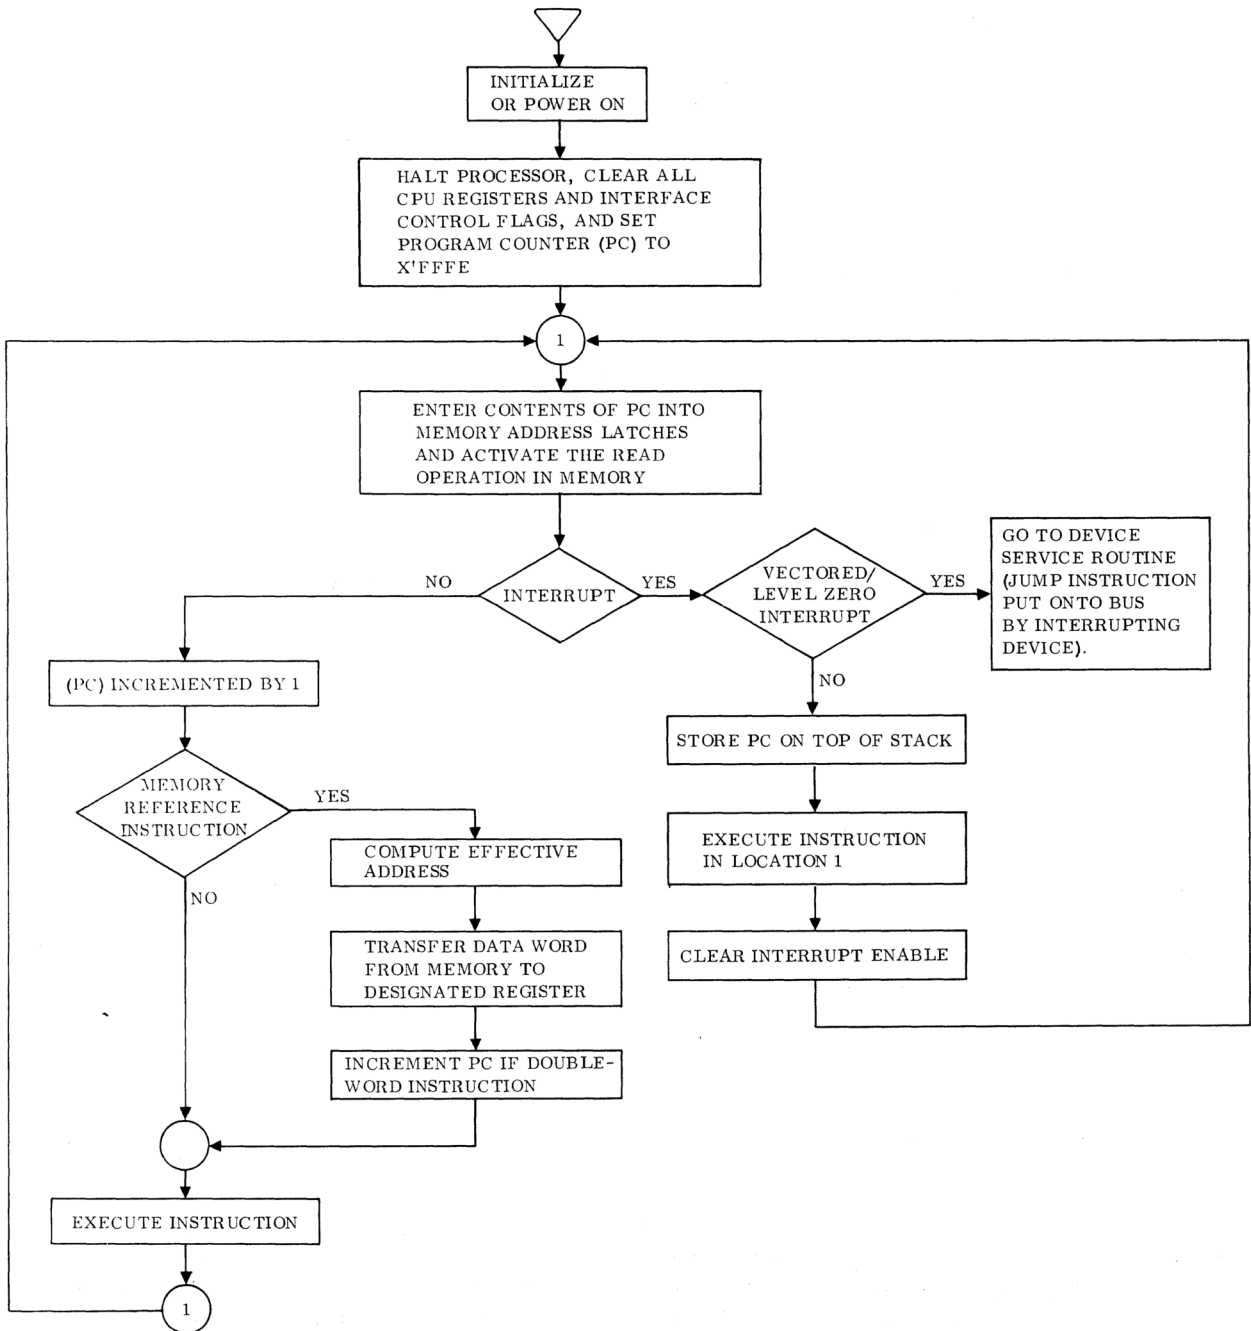 INITIALIZE
OR POWER ON
HALT PROCESSOR, CLEAR ALL
CPU REGISTERS AND INTERFACE
CONTROL FLAGS, AND SET
PROGRAM COUNTER (PC) TO
X'FFFE
1
ENTER CONTENTS OF PC INTO
MEMORY ADDRESS LATCHES
AND ACTIVATE THE READ
OPERATION IN MEMORY
INTERRUPT
NO
YES
VECTORED/
LEVEL ZERO
INTERRUPT
YES
GO TO DEVICE
SERVICE ROUTINE
(JUMP INSTRUCTION
PUT ONTO BUS
BY INTERRUPTING
DEVICE).
NO
STORE PC ON TOP OF STACK
EXECUTE INSTRUCTION
IN LOCATION 1
CLEAR INTERRUPT ENABLE
(PC) INCREMENTED BY 1
MEMORY
REFERENCE
INSTRUCTION
YES
COMPUTE EFFECTIVE
ADDRESS
TRANSFER DATA WORD
FROM MEMORY TO
DESIGNATED REGISTER
INCREMENT PC IF DOUBLE-
WORD INSTRUCTION
NO
EXECUTE INSTRUCTION
1